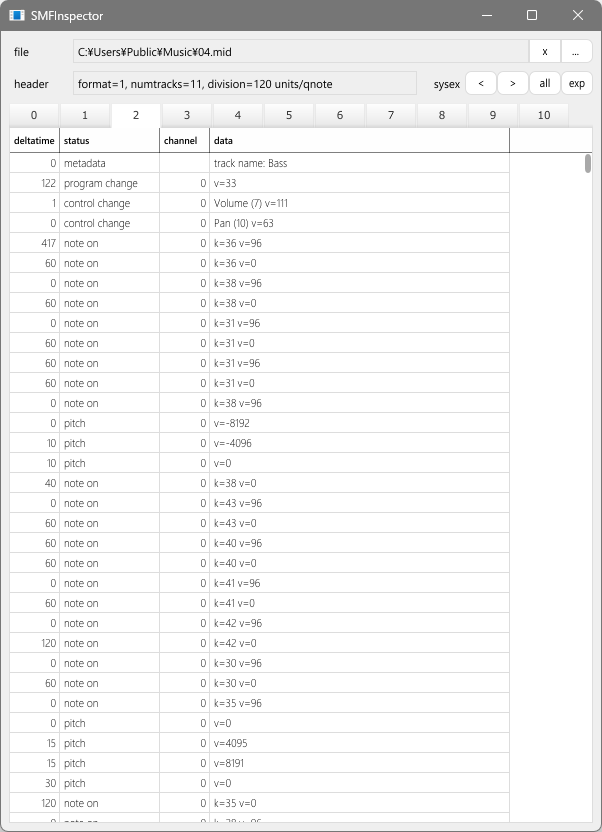 SMFInspector
file C:¥Users¥Public¥Music¥04.mid x ...
header format=1, numtracks=11, division=120 units/qnote sysex < > all exp
0 1 2 3 4 5 6 7 8 9 10
deltatime status channel data
0 metadata track name: Bass
122 program change 0 v=33
1 control change 0 Volume (7) v=111
0 control change 0 Pan (10) v=63
417 note on 0 k=36 v=96
60 note on 0 k=36 v=0
0 note on 0 k=38 v=96
60 note on 0 k=38 v=0
0 note on 0 k=31 v=96
60 note on 0 k=31 v=0
60 note on 0 k=31 v=96
60 note on 0 k=31 v=0
0 note on 0 k=38 v=96
0 pitch 0 v=-8192
10 pitch 0 v=-4096
10 pitch 0 v=0
40 note on 0 k=38 v=0
0 note on 0 k=43 v=96
60 note on 0 k=43 v=0
60 note on 0 k=40 v=96
60 note on 0 k=40 v=0
0 note on 0 k=41 v=96
60 note on 0 k=41 v=0
0 note on 0 k=42 v=96
120 note on 0 k=42 v=0
0 note on 0 k=30 v=96
60 note on 0 k=30 v=0
0 note on 0 k=35 v=96
0 pitch 0 v=0
15 pitch 0 v=4095
15 pitch 0 v=8191
30 pitch 0 v=0
120 note on 0 k=35 v=0